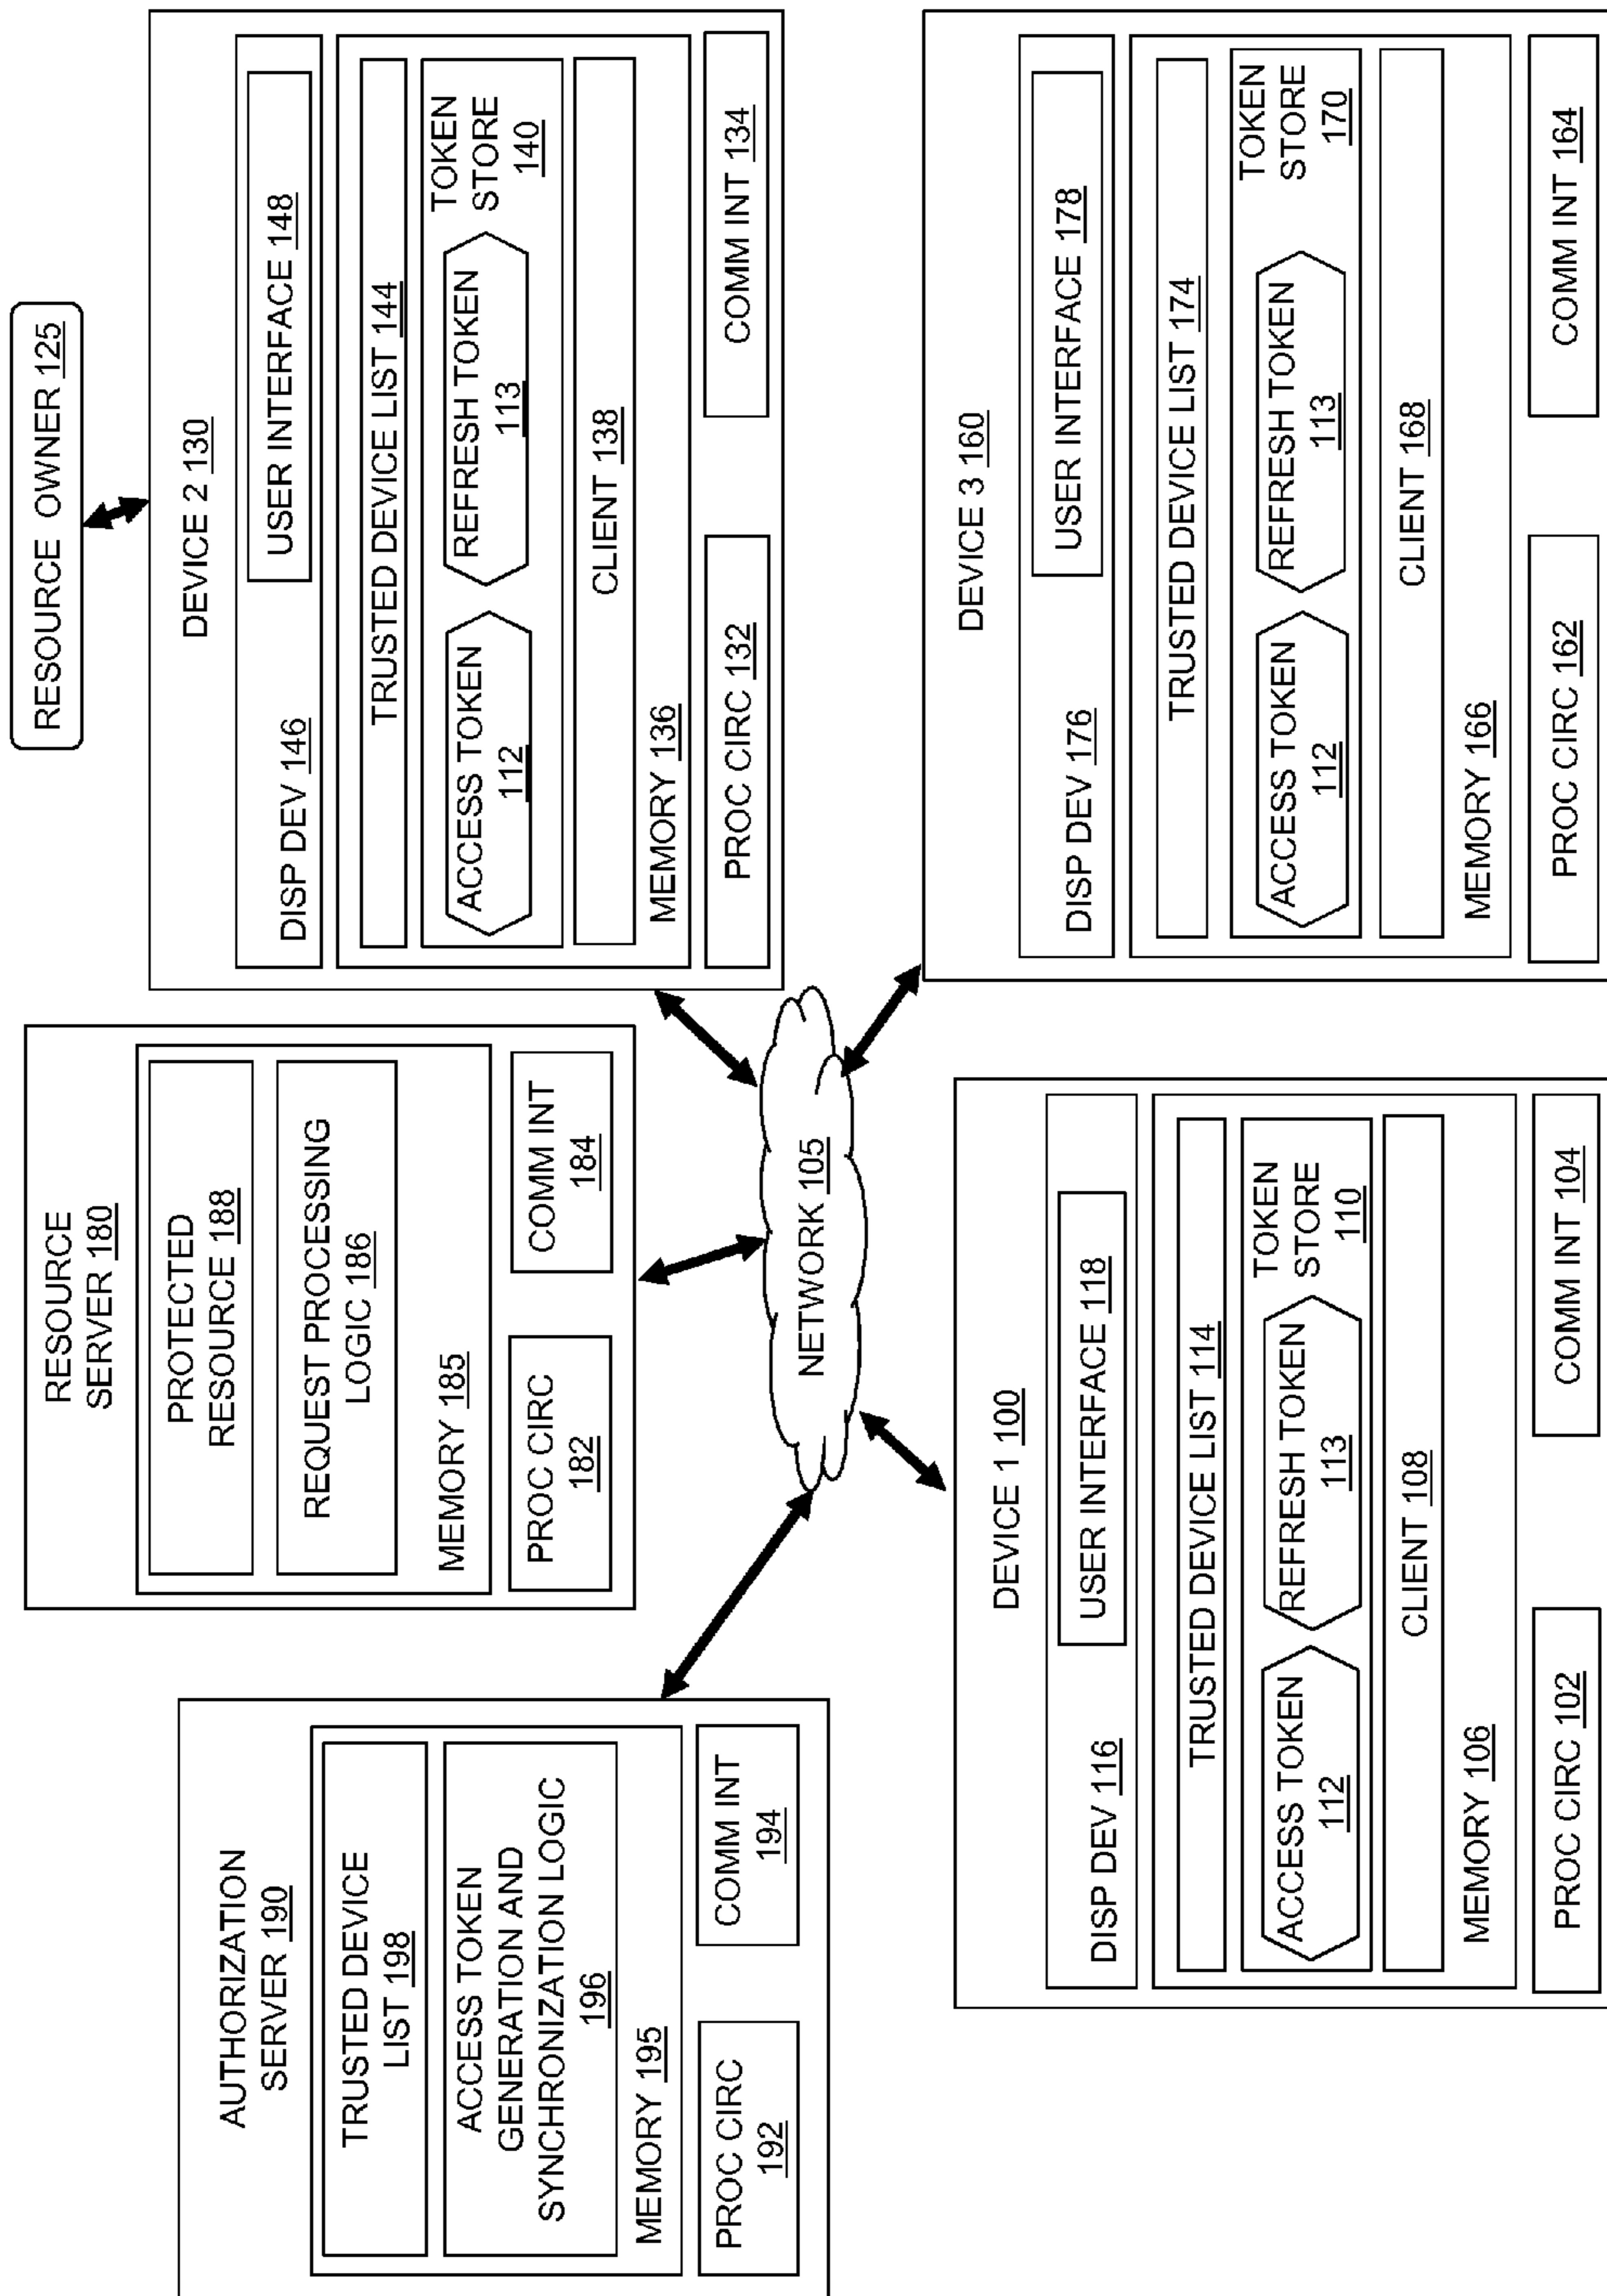 RESOURCE OWNER 125
AUTHORIZATION
SERVER 190
TRUSTED DEVICE
LIST 198
ACCESS TOKEN
GENERATION AND
SYNCHRONIZATION LOGIC
196
MEMORY 195
PROC CIRC
192
COMM INT
194
RESOURCE
SERVER 180
PROTECTED
RESOURCE 188
REQUEST PROCESSING
LOGIC 186
MEMORY 185
PROC CIRC
182
COMM INT
184
DEVICE 2 130
DISP DEV 146
USER INTERFACE 148
TRUSTED DEVICE LIST 144
ACCESS TOKEN
112
REFRESH TOKEN
113
TOKEN
STORE
140
CLIENT 138
MEMORY 136
PROC CIRC 132
COMM INT 134
NETWORK 105
DEVICE 1 100
DISP DEV 116
USER INTERFACE 118
TRUSTED DEVICE LIST 114
ACCESS TOKEN
112
REFRESH TOKEN
113
TOKEN
STORE
110
CLIENT 108
MEMORY 106
PROC CIRC 102
COMM INT 104
DEVICE 3 160
DISP DEV 176
USER INTERFACE 178
TRUSTED DEVICE LIST 174
ACCESS TOKEN
112
REFRESH TOKEN
113
TOKEN
STORE
170
CLIENT 168
MEMORY 166
PROC CIRC 162
COMM INT 164